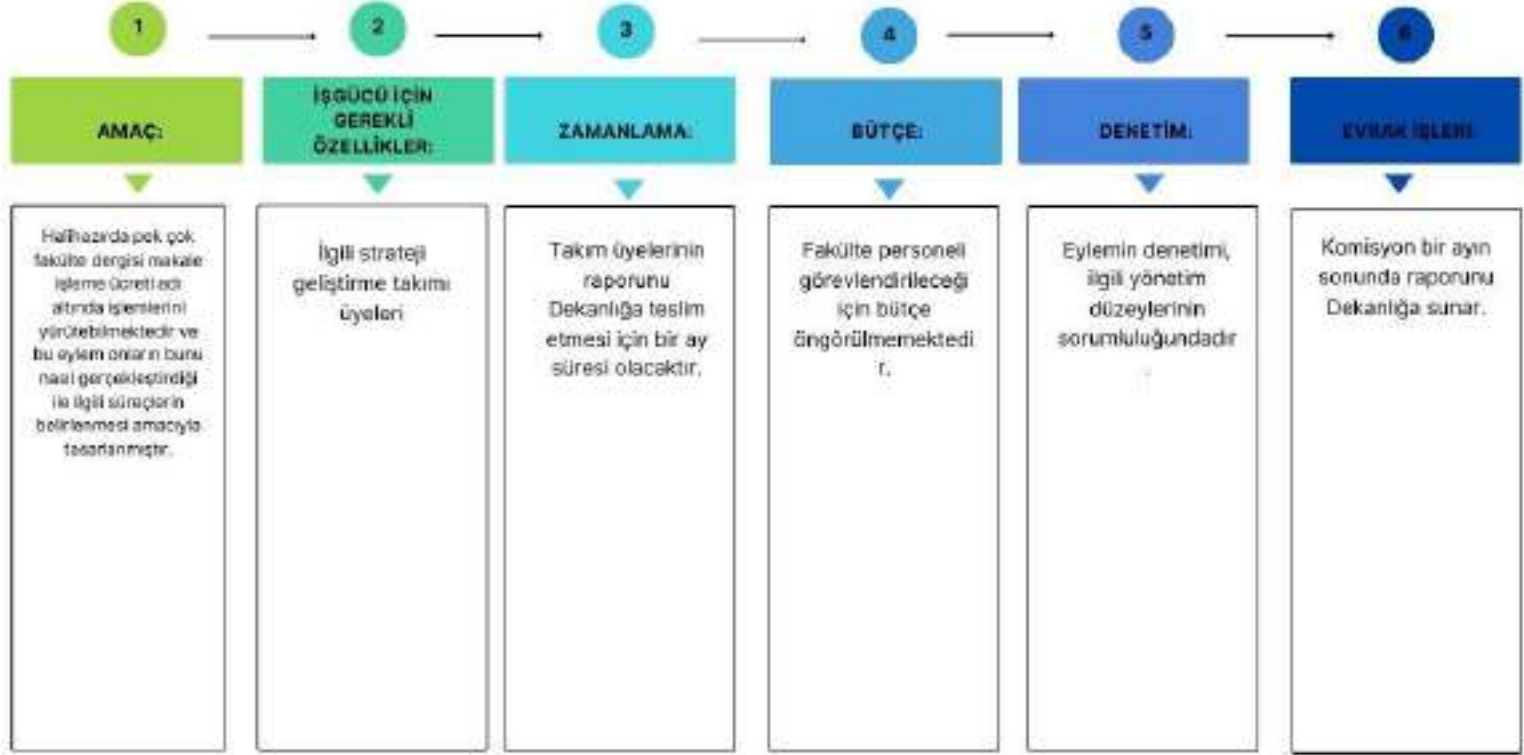 1
2
3
4
5
6
AMAÇ:
İŞGÜCÜ İÇİN
GEREKLİ
ÖZELLİKLER:
ZAMANLAMA:
BÜTÇE:
DENETİM:
EVRAK İŞLERİ:
Halihazırda pek çok
fakülte dergisi makale
işleme ücreti adı
altında işlemlerini
yürütebilmektedir ve
bu eylem onların bunu
nasıl gerçekleştirdiği
ile ilgili süreçlerin
belirlenmesi amacıyla
tasarlanmıştır.
İlgili strateji
geliştirme takımı
üyeleri
Takım üyelerinin
raporunu
Dekanlığa teslim
etmesi için bir ay
süresi olacaktır.
Fakülte personeli
görevlendirileceği
için bütçe
öngörülmemektedi
r.
Eylemin denetimi,
ilgili yönetim
düzeylerinin
sorumluluğundadır
.
Komisyon bir ayın
sonunda raporunu
Dekanlığa sunar.